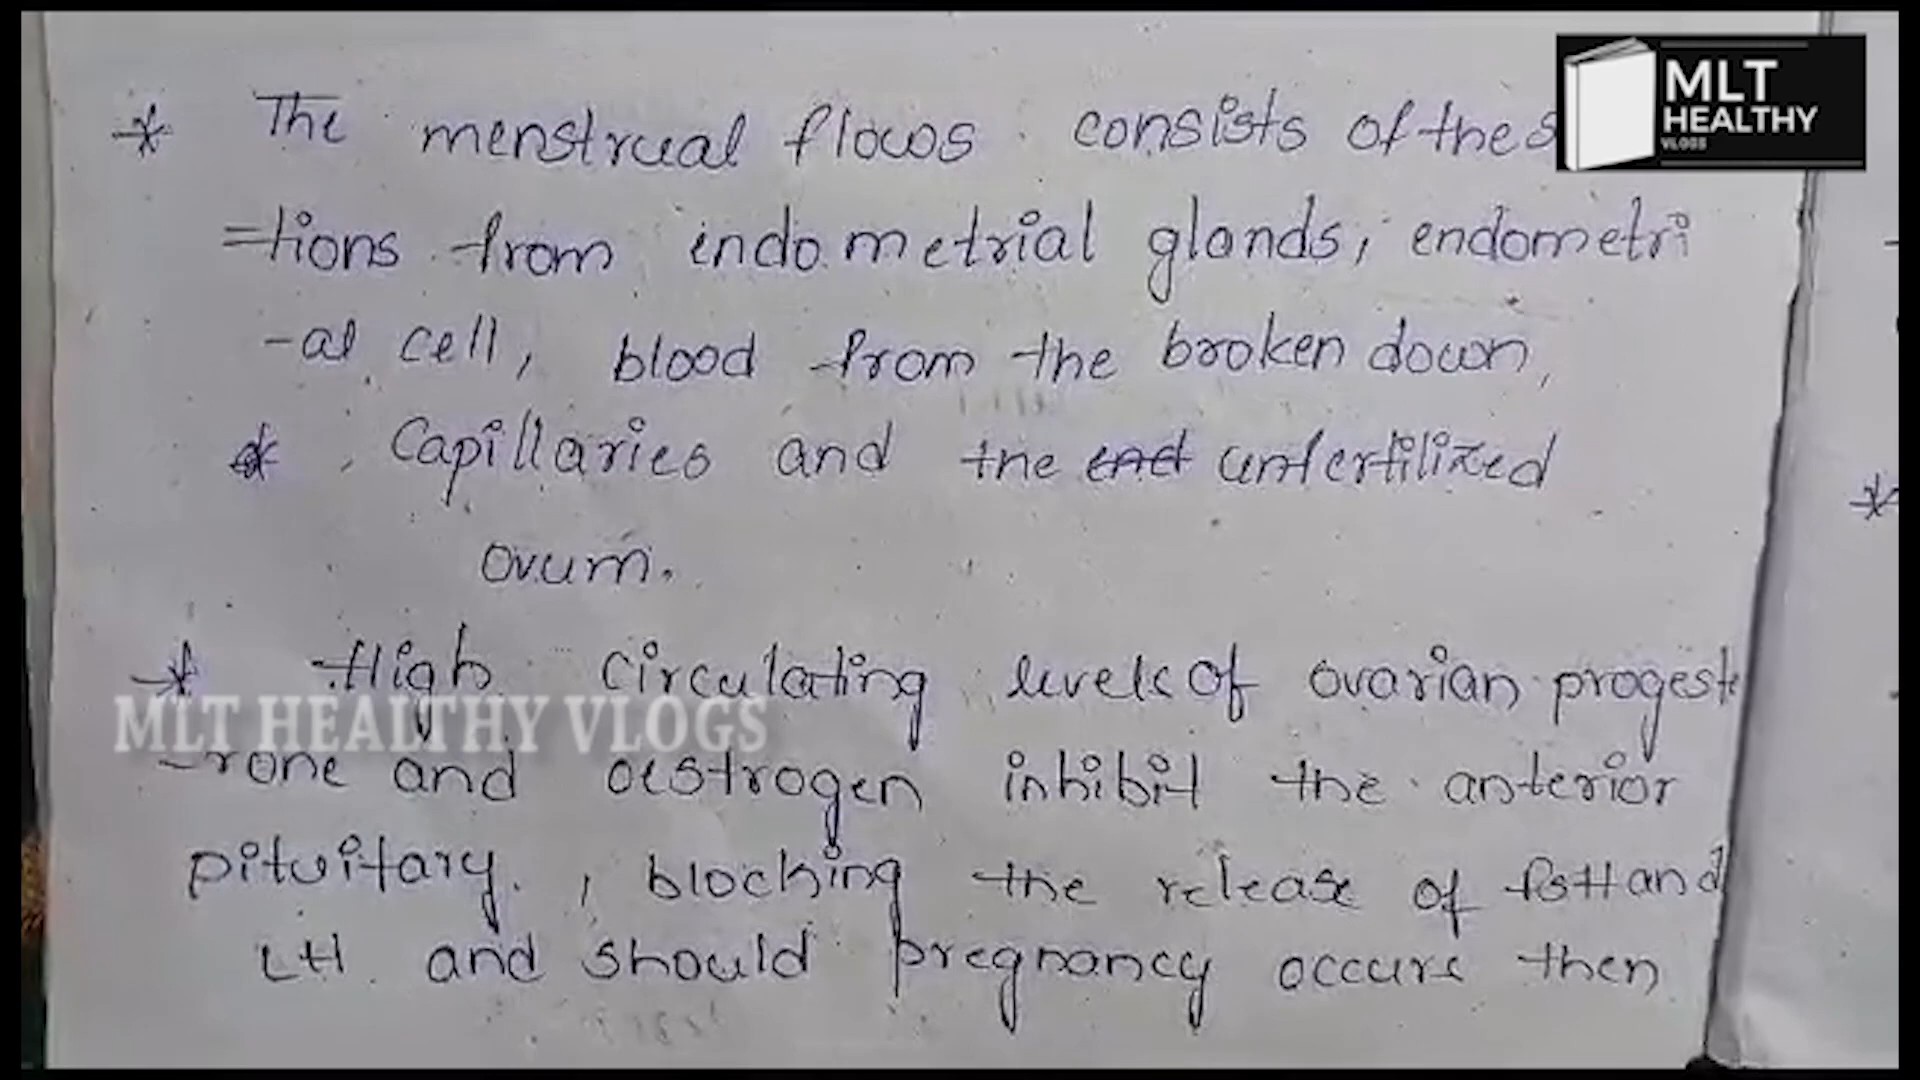 * The menstrual flows consists of the s
=tions from indometrial glands, endometri
-al cell, blood from the broken down,
* Capillaries and the end unfertilized
ovum.
* High circulating levels of ovarian progeste
-rone and oestrogen inhibit the anterior
pituitary, blocking the release of FSH and
LH and should pregnancy occurs then
MLT
HEALTHY
VLOGS
MLT HEALTHY VLOGS